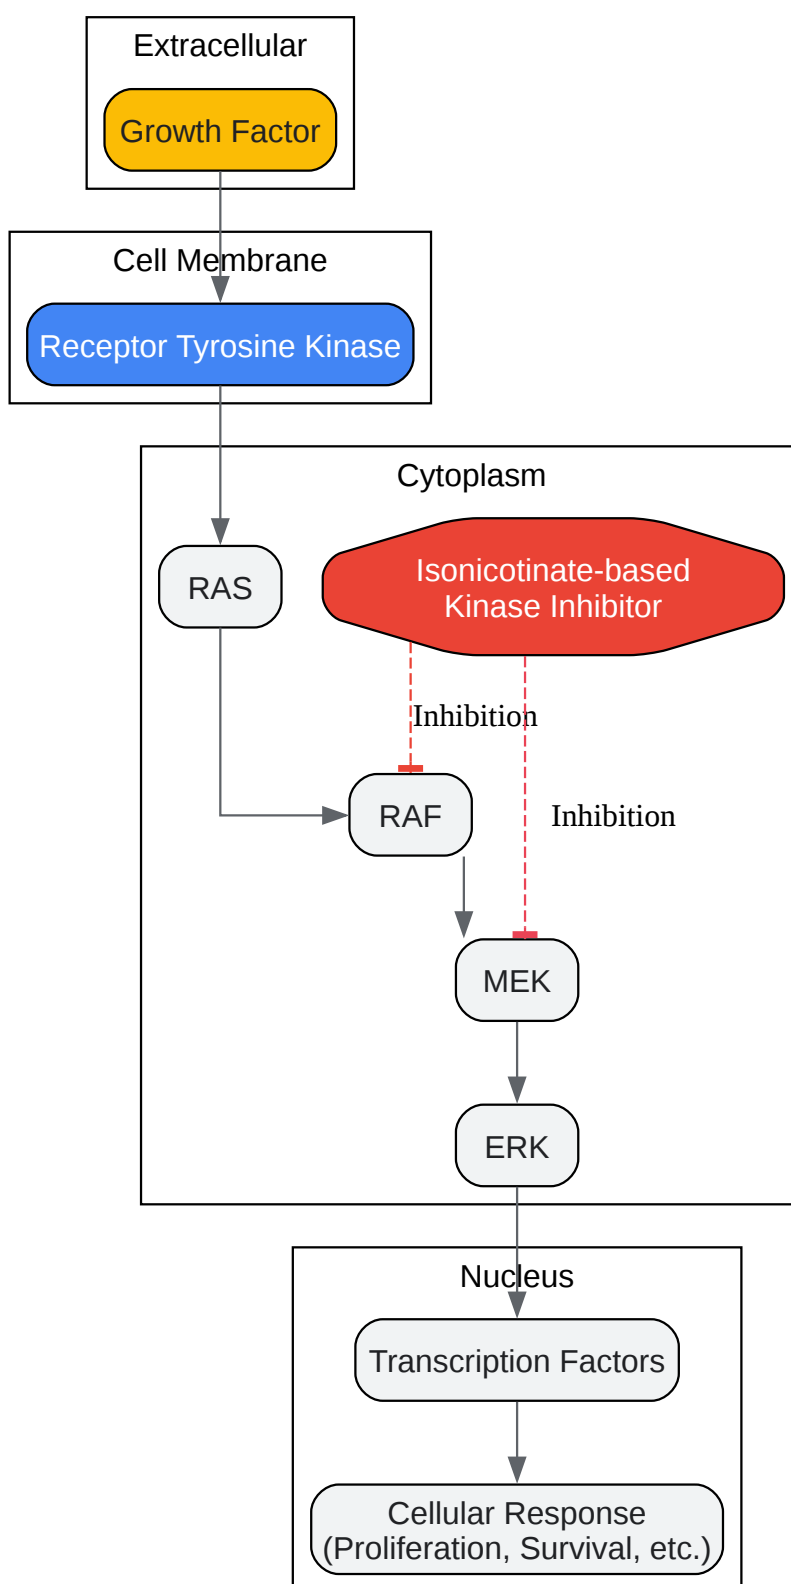 Extracellular
Growth Factor
Cell Membrane
Receptor Tyrosine Kinase
Cytoplasm
RAS
Isonicotinate-based
Kinase Inhibitor
Inhibition
RAF
Inhibition
MEK
ERK
Nucleus
Transcription Factors
Cellular Response
(Proliferation, Survival, etc.)